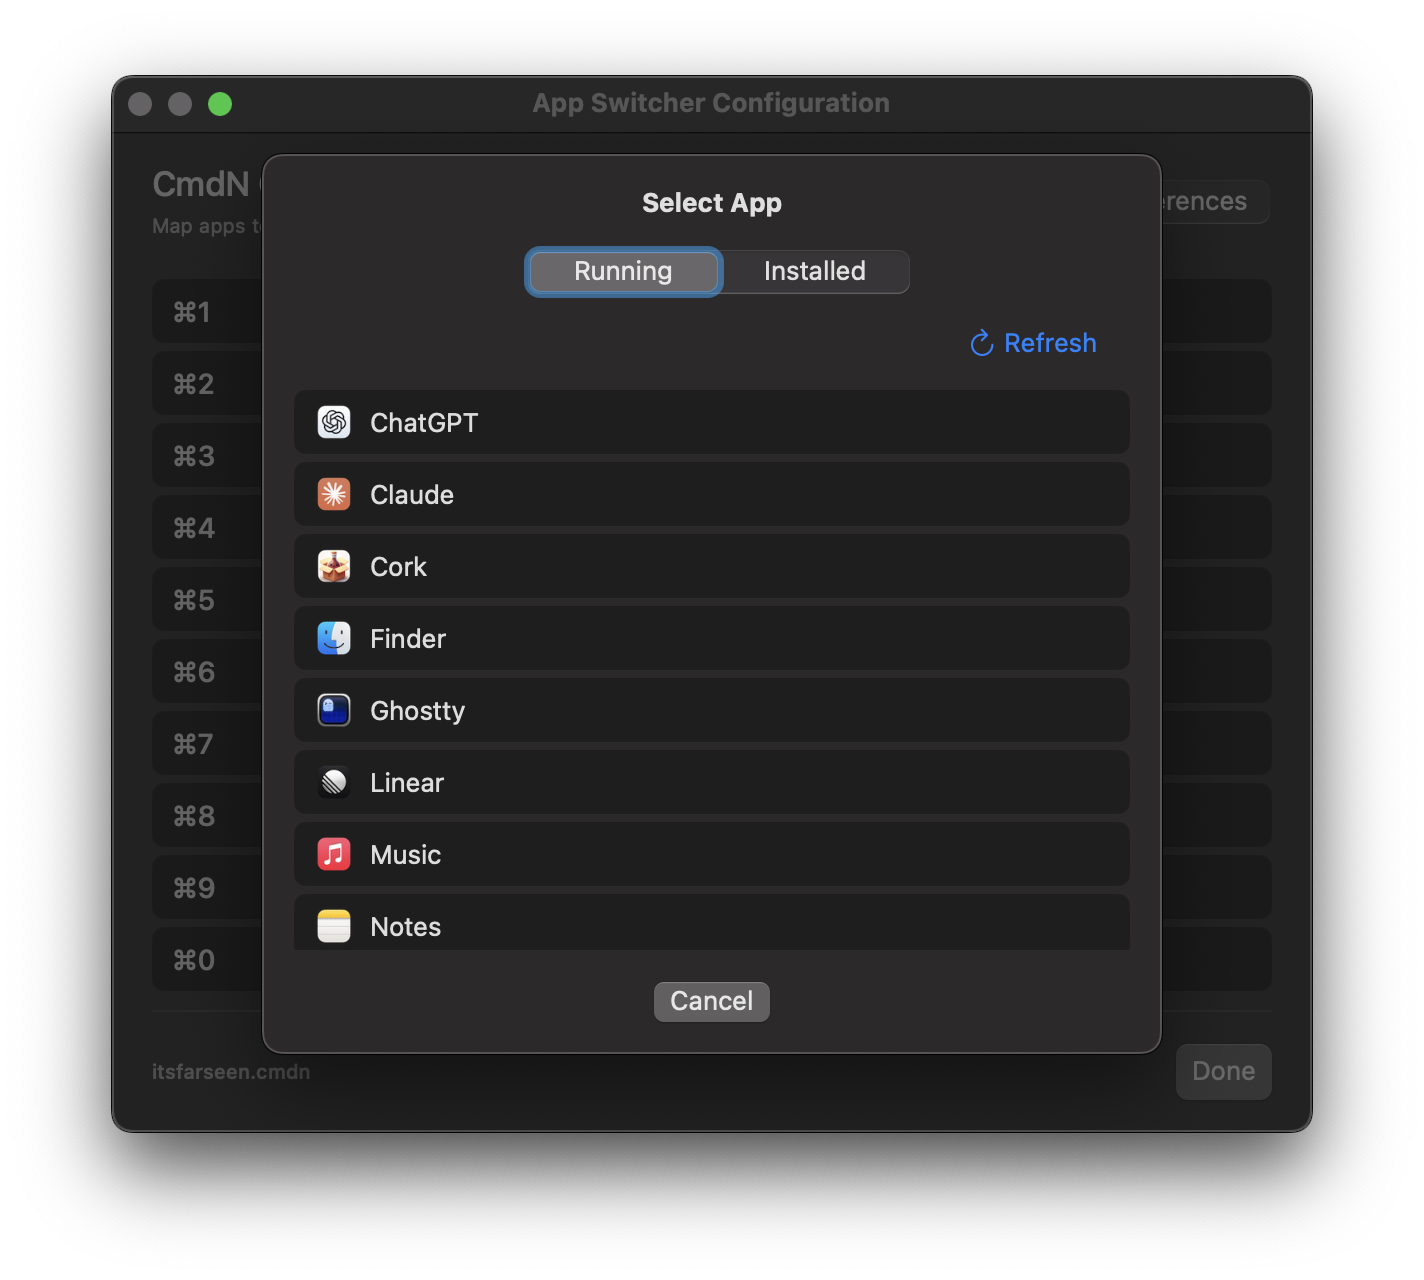 App Switcher Configuration
CmdN
Map apps
Select App
Running
Installed
Refresh
⌘1
⌘2
⌘3
⌘4
⌘5
⌘6
⌘7
⌘8
⌘9
⌘0
ChatGPT
Claude
Cork
Finder
Ghostty
Linear
Music
Notes
Cancel
itsfarseen.cmdn
Done